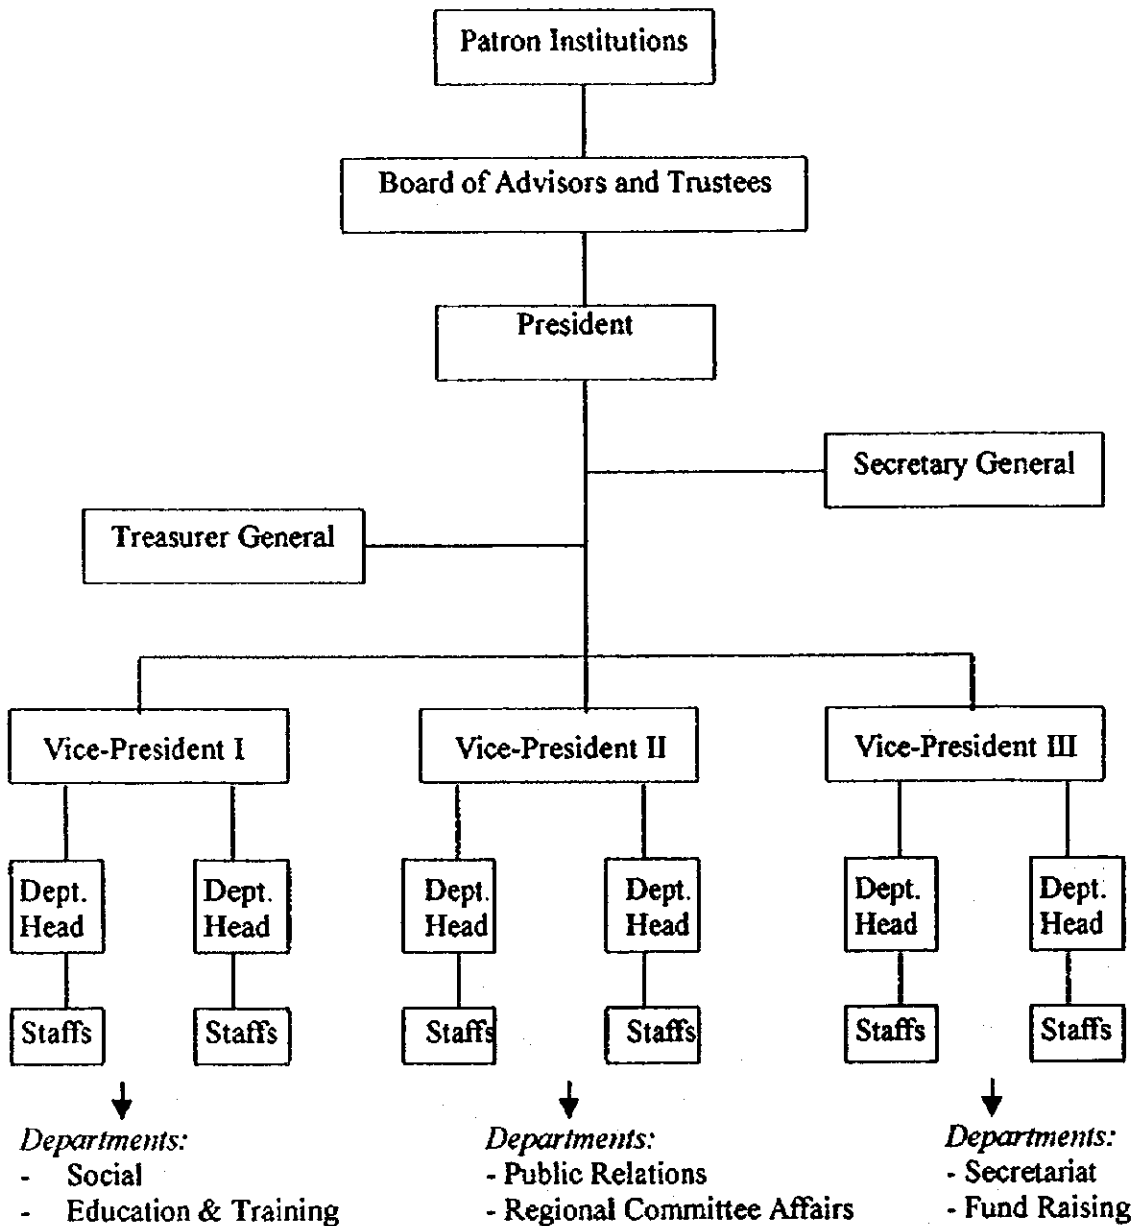 Patron Institutions
Board of Advisors and Trustees
President
Secretary General
Treasurer General
Vice-President I
Vice-President II
Vice-President III
Dept.
Head
Dept.
Head
Dept.
Head
Dept.
Head
Dept.
Head
Dept.
Head
Staffs
Staffs
Staffs
Staffs
Staffs
Staffs
Departments:
- Social
- Education & Training
Departments:
- Public Relations
- Regional Committee Affairs
Departments:
- Secretariat
- Fund Raising